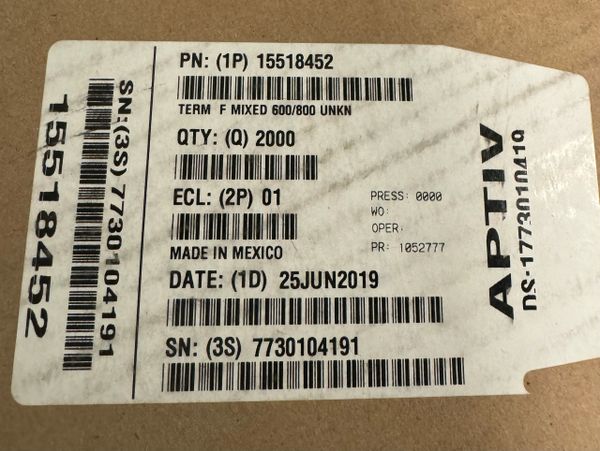 PN: (1P) 15518452
TERM F MIXED 600/800 UNKN
QTY: (Q) 2000
ECL: (2P) 01
MADE IN MEXICO
DATE: (1D) 25JUN2019
SN: (3S) 7730104191
PRESS: 0000
WO:
OPER:
PR: 1052777
APTIV
DS-1773010419
SN:(3S) 7730104191
15518452